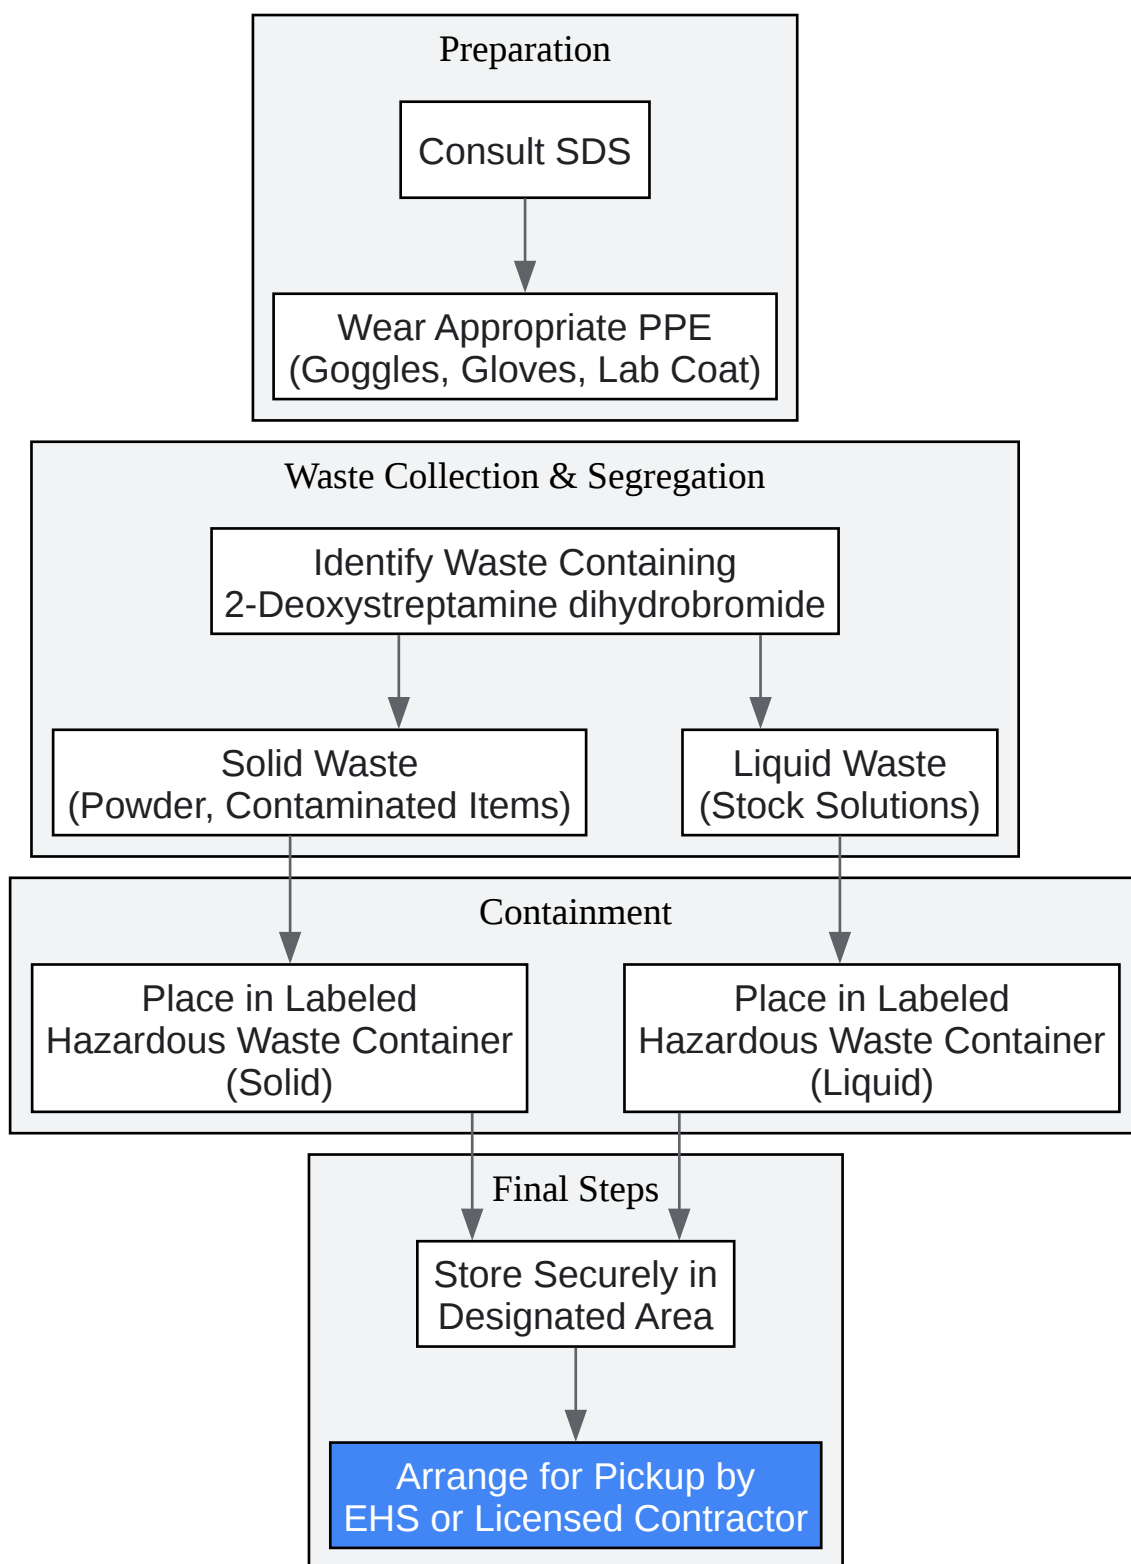 Preparation
Consult SDS
Wear Appropriate PPE
(Goggles, Gloves, Lab Coat)
Waste Collection & Segregation
Identify Waste Containing
2-Deoxystreptamine dihydrobromide
Solid Waste
(Powder, Contaminated Items)
Liquid Waste
(Stock Solutions)
Containment
Place in Labeled
Hazardous Waste Container
(Solid)
Place in Labeled
Hazardous Waste Container
(Liquid)
Final Steps
Store Securely in
Designated Area
Arrange for Pickup by
EHS or Licensed Contractor